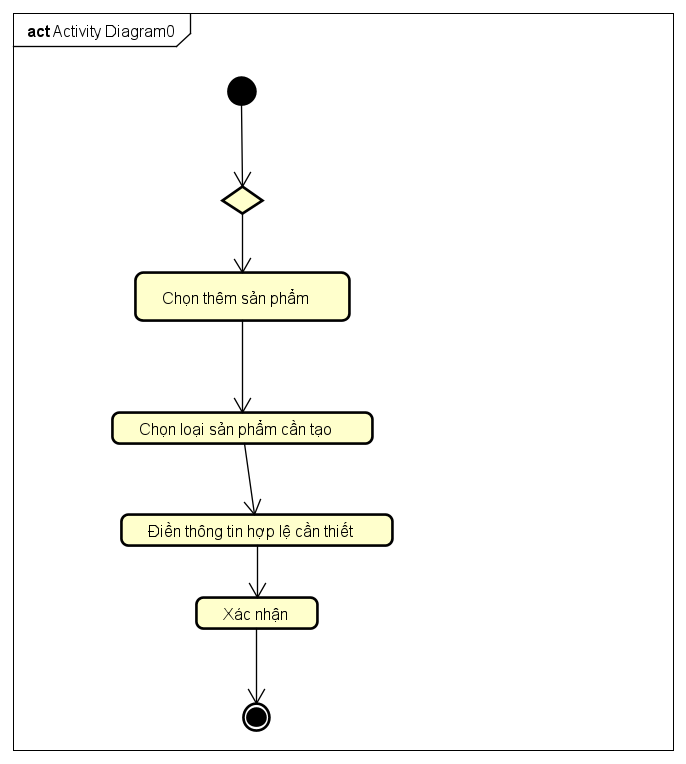 act Activity Diagram0
Chọn thêm sản phẩm
Chọn loại sản phẩm cần tạo
Điền thông tin hợp lệ cần thiết
Xác nhận